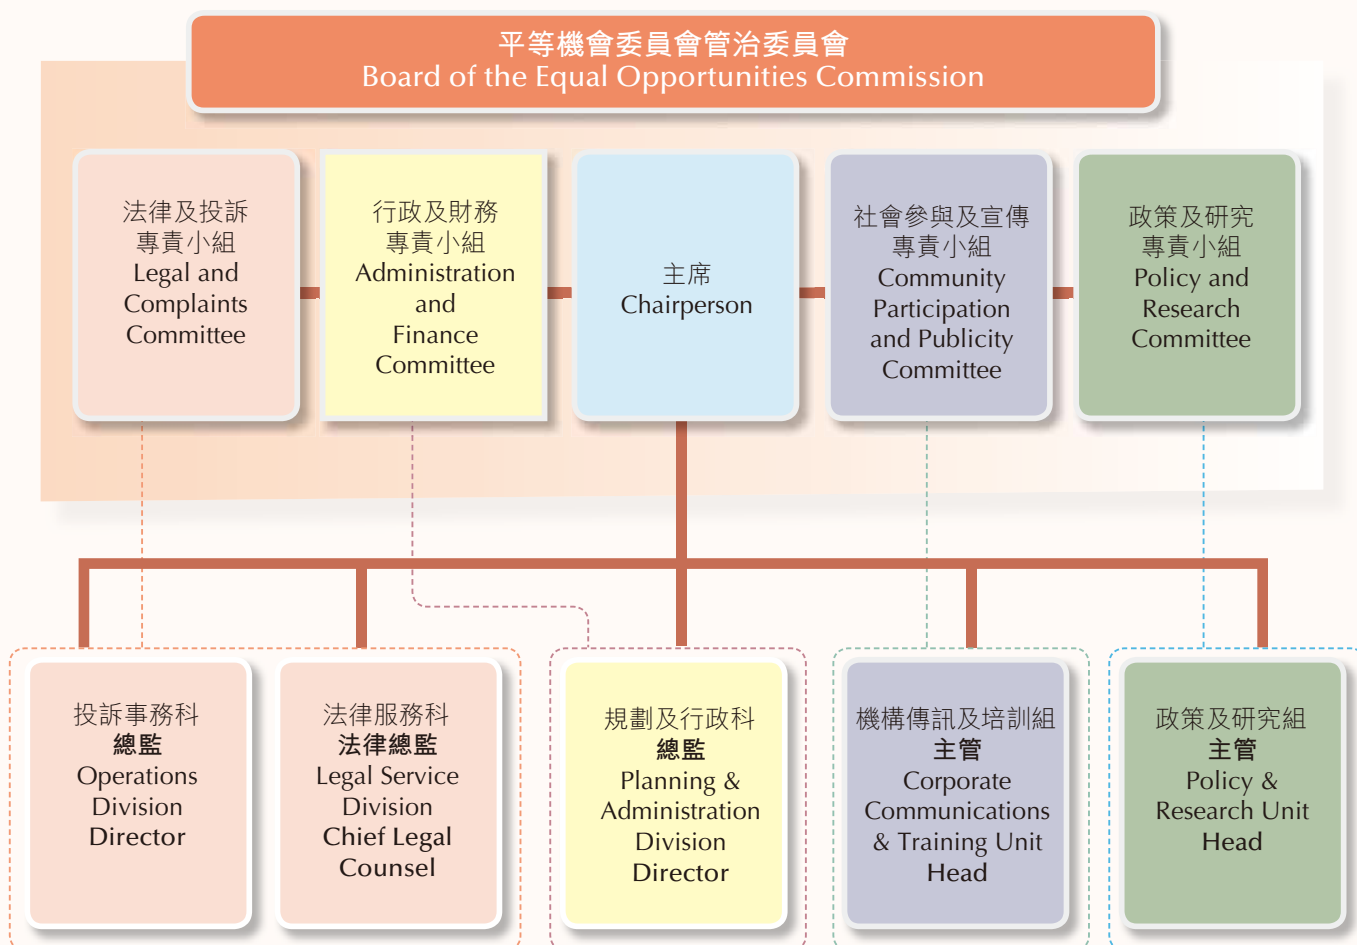 平等機會委員會管治委員會
Board of the Equal Opportunities Commission
法律及投訴
專責小組
Legal and
Complaints
Committee
行政及財務
專責小組
Administration
and
Finance
Committee
主席
Chairperson
社會參與及宣傳
專責小組
Community
Participation
and Publicity
Committee
政策及研究
專責小組
Policy and
Research
Committee
投訴事務科
總監
Operations
Division
Director
法律服務科
法律總監
Legal Service
Division
Chief Legal
Counsel
規劃及行政科
總監
Planning &
Administration
Division
Director
機構傳訊及培訓組
主管
Corporate
Communications
& Training Unit
Head
政策及研究組
主管
Policy &
Research Unit
Head